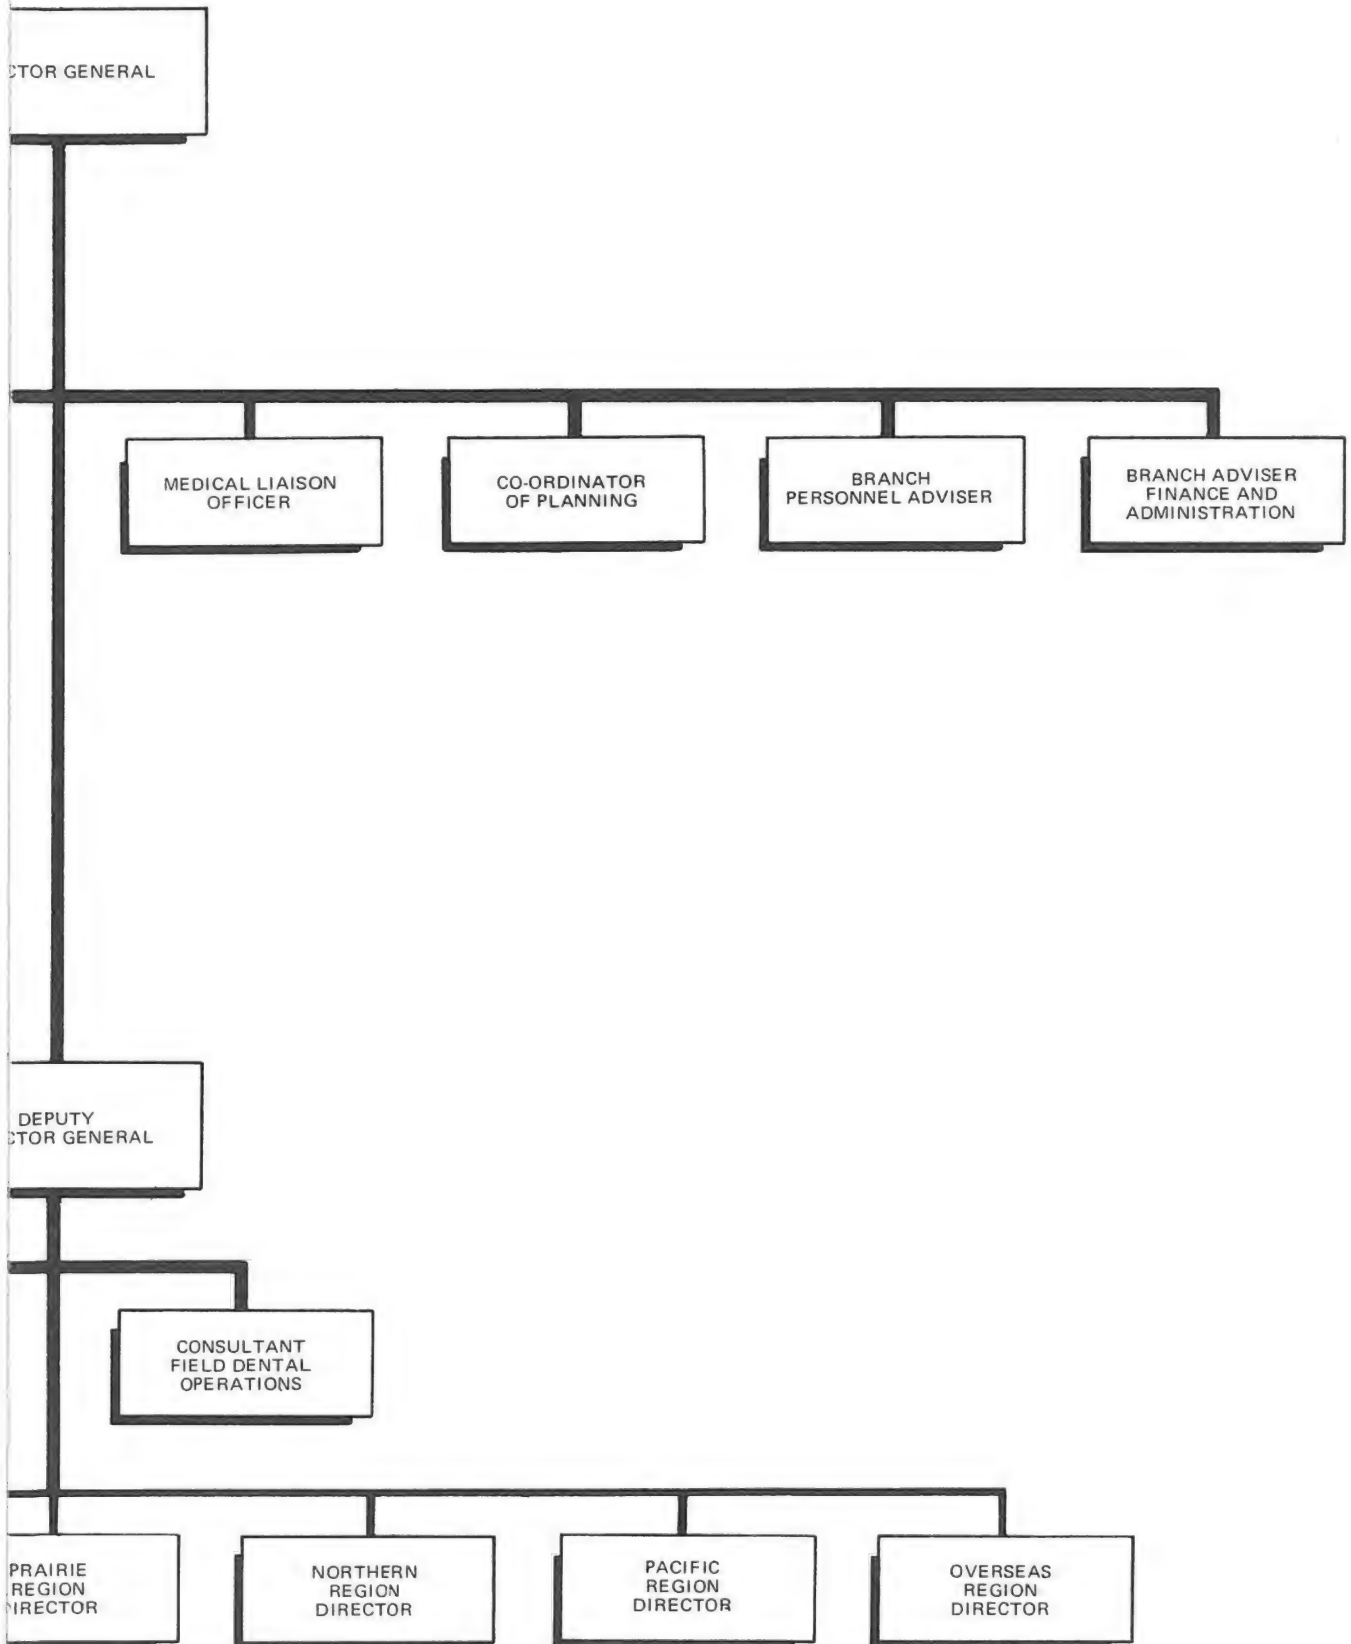 CTOR GENERAL
MEDICAL LIAISON
OFFICER
CO-ORDINATOR
OF PLANNING
BRANCH
PERSONNEL ADVISER
BRANCH ADVISER
FINANCE AND
ADMINISTRATION
DEPUTY
CTOR GENERAL
CONSULTANT
FIELD DENTAL
OPERATIONS
PRAIRIE
REGION
IRECTOR
NORTHERN
REGION
DIRECTOR
PACIFIC
REGION
DIRECTOR
OVERSEAS
REGION
DIRECTOR